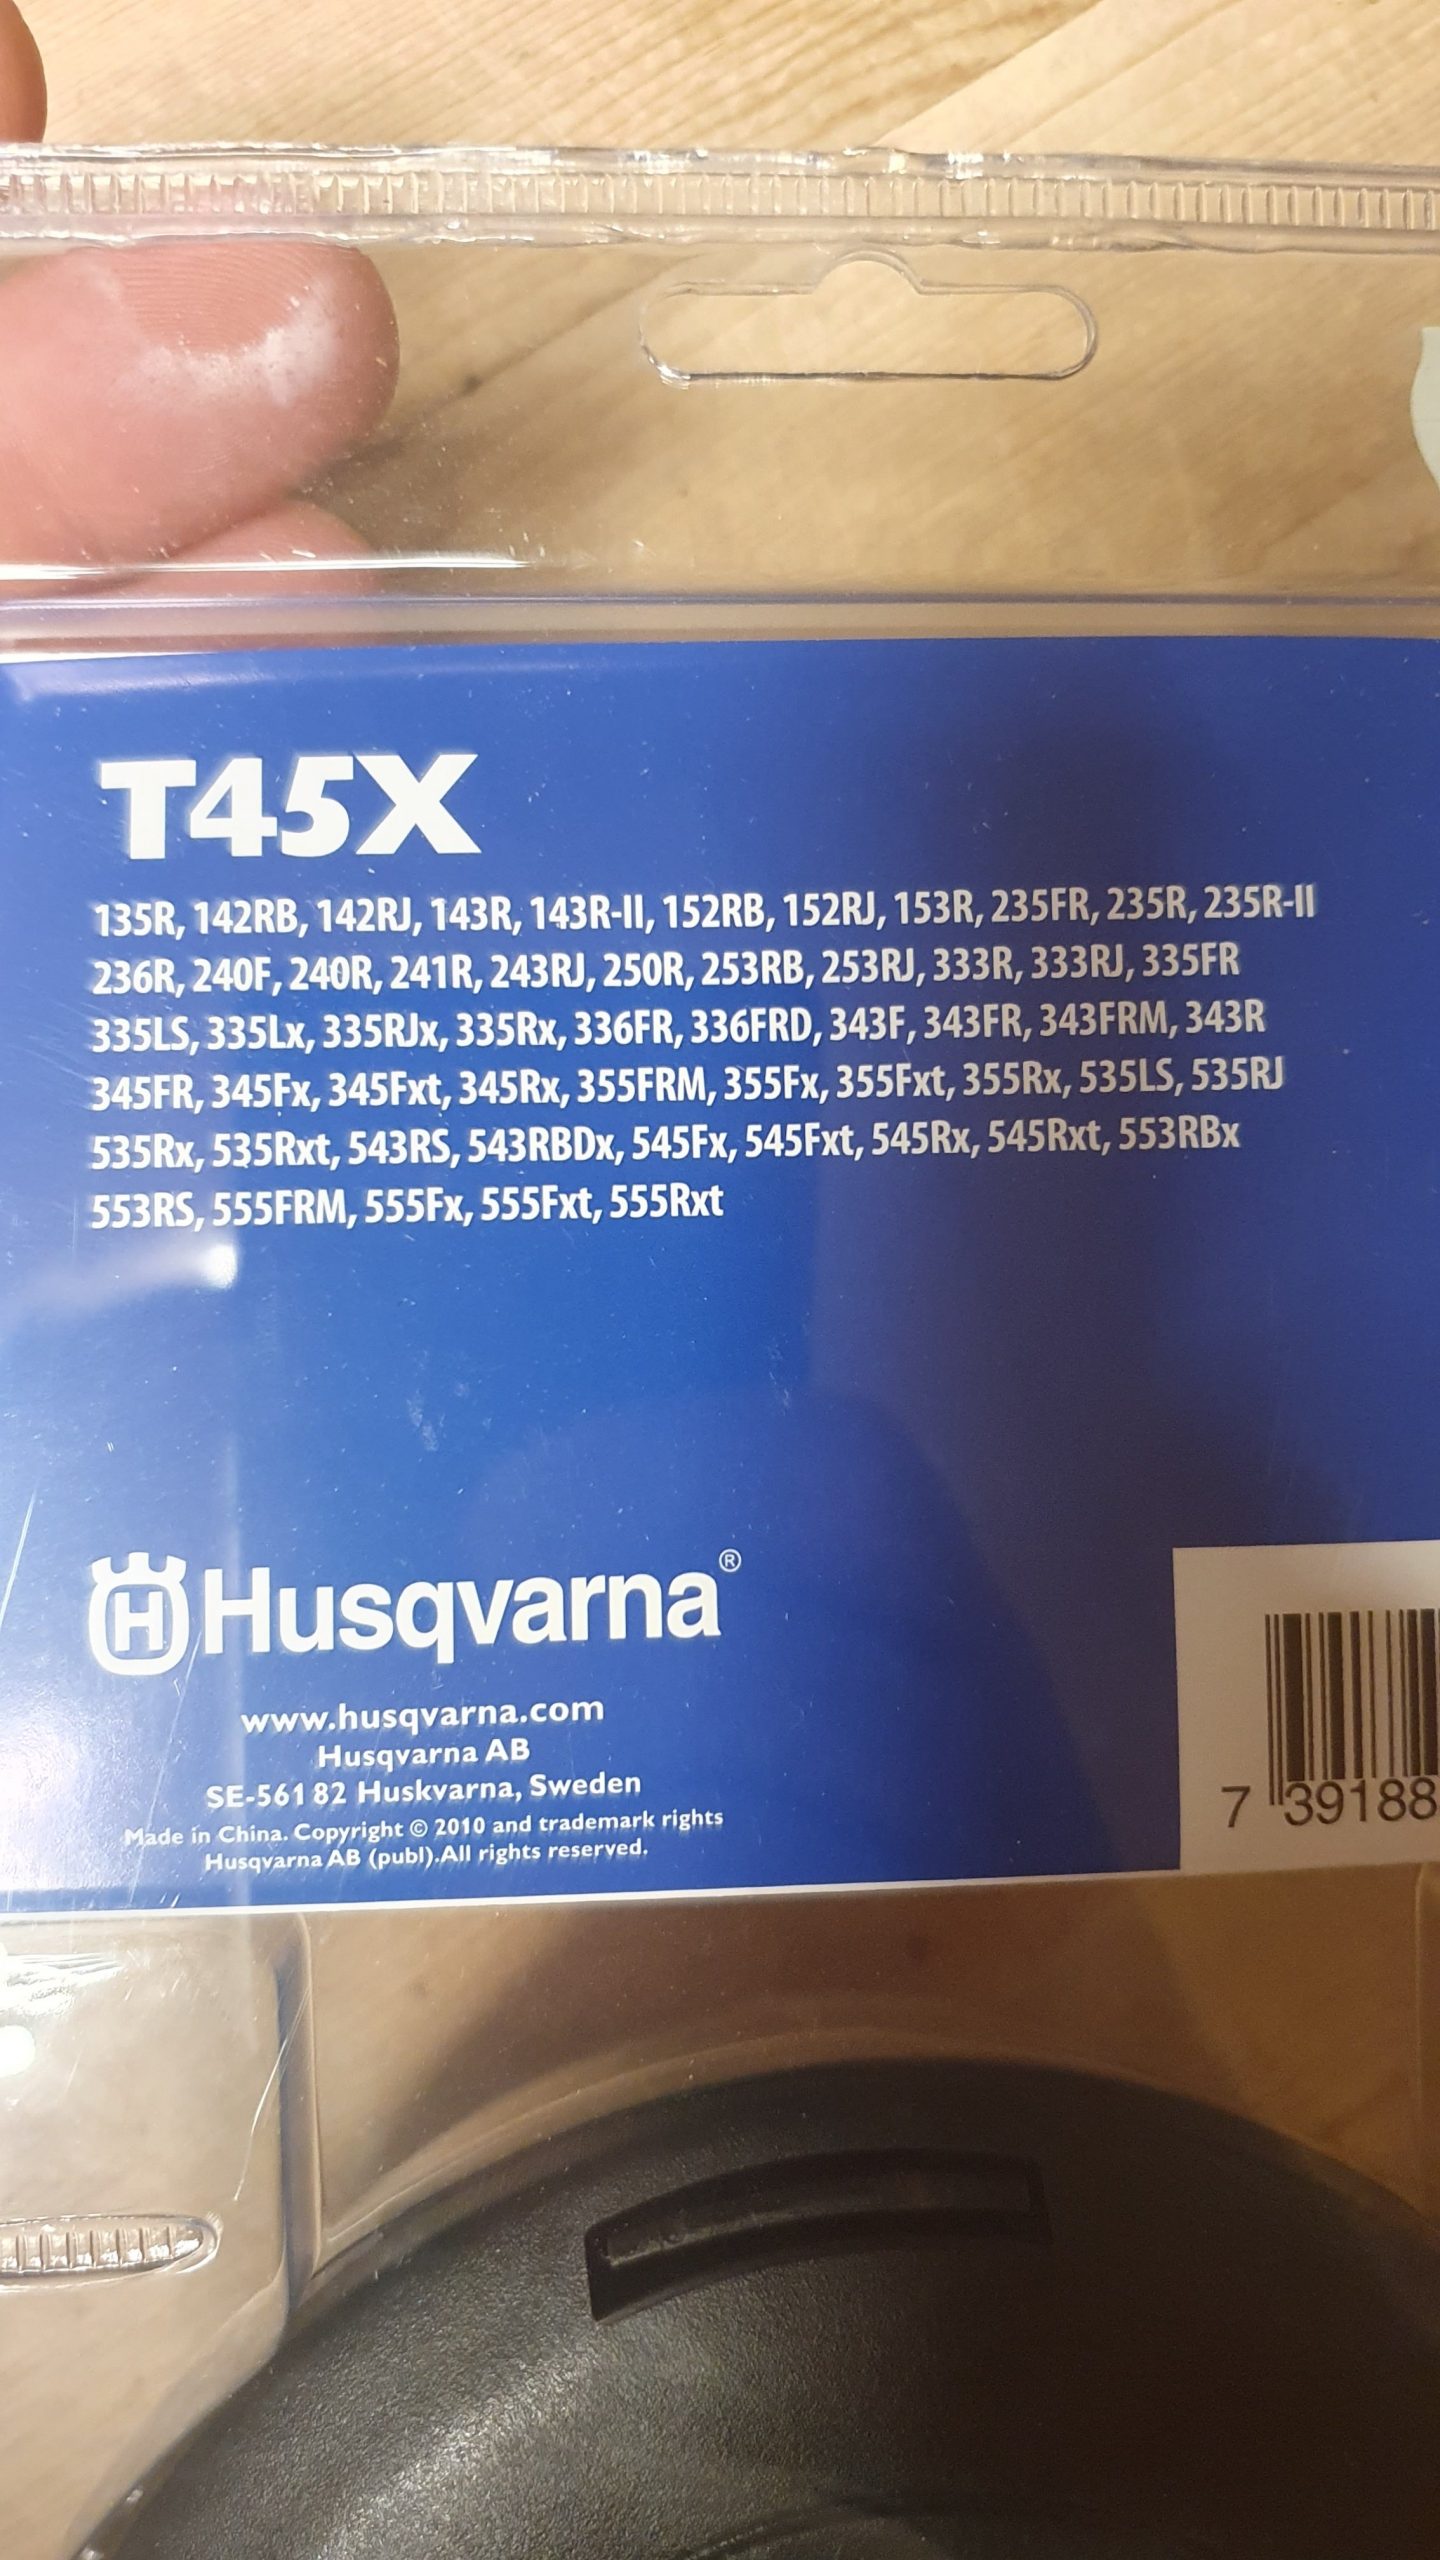 T45X
135R, 142RB, 142RJ, 143R, 143R-II, 152RB, 152RJ, 153R, 235FR, 235R, 235R-II
236R, 240F, 240R, 241R, 243RJ, 250R, 253RB, 253RJ, 333R, 333RJ, 335FR
335LS, 335Lx, 335RJx, 335Rx, 336FR, 336FRD, 343F, 343FR, 343FRM, 343R
345FR, 345Fx, 345Fxt, 345Rx, 355FRM, 355Fx, 355Fxt, 355Rx, 535LS, 535RJ
535Rx, 535Rxt, 543RS, 543RBDx, 545Fx, 545Fxt, 545Rx, 545Rxt, 553RBx
553RS, 555FRM, 555Fx, 555Fxt, 555Rxt
H Husqvarna®
www.husqvarna.com
Husqvarna AB
SE-561 82 Huskvarna, Sweden
Made in China. Copyright © 2010 and trademark rights
Husqvarna AB (publ).All rights reserved.
7 39188